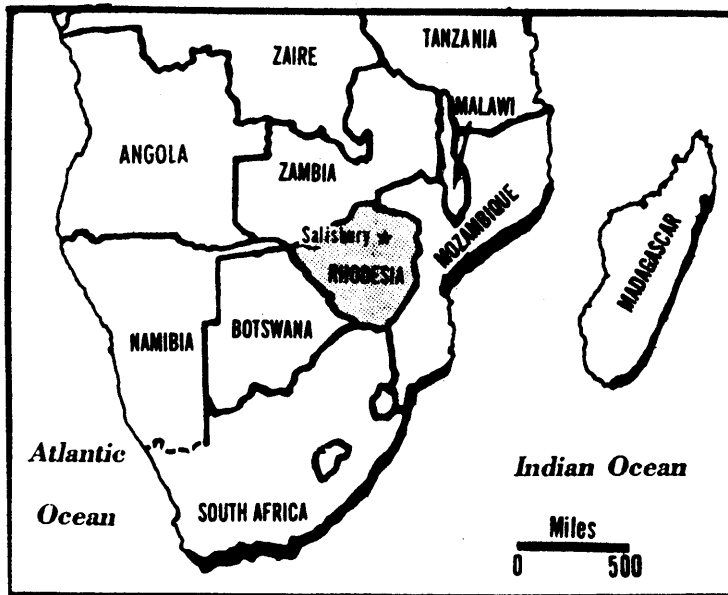 ZAIRE
TANZANIA
MALAWI
ANGOLA
ZAMBIA
MOZAMBIQUE
MADAGASCAR
Salisbury
RHODESIA
NAMIBIA
BOTSWANA
Atlantic
Ocean
SOUTH AFRICA
Indian Ocean
Miles
0 500